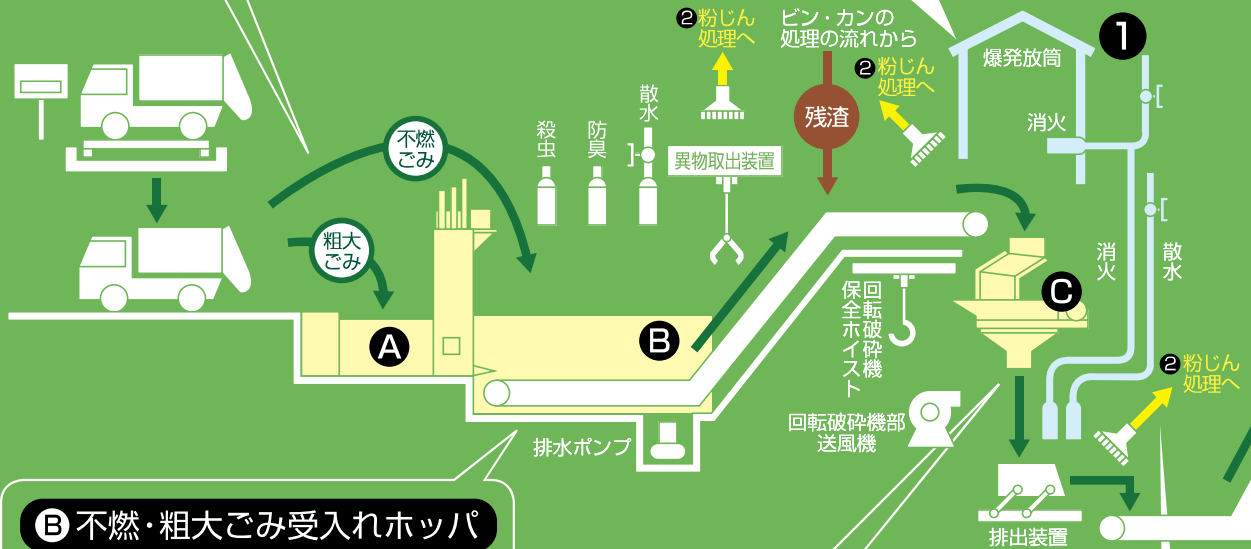 ❷粉じん
処理へ
ビン・カンの
処理の流れから
❷粉じん
処理へ
爆発放筒
1
残渣
消火
散水
殺虫
防臭
異物取出装置
不燃
ごみ
粗大
ごみ
A
B
C
消火
散水
回転破砕機
保全ホイスト
❷粉じん
処理へ
回転破砕機部
送風機
排水ポンプ
排出装置
B 不燃・粗大ごみ受入れホッパ